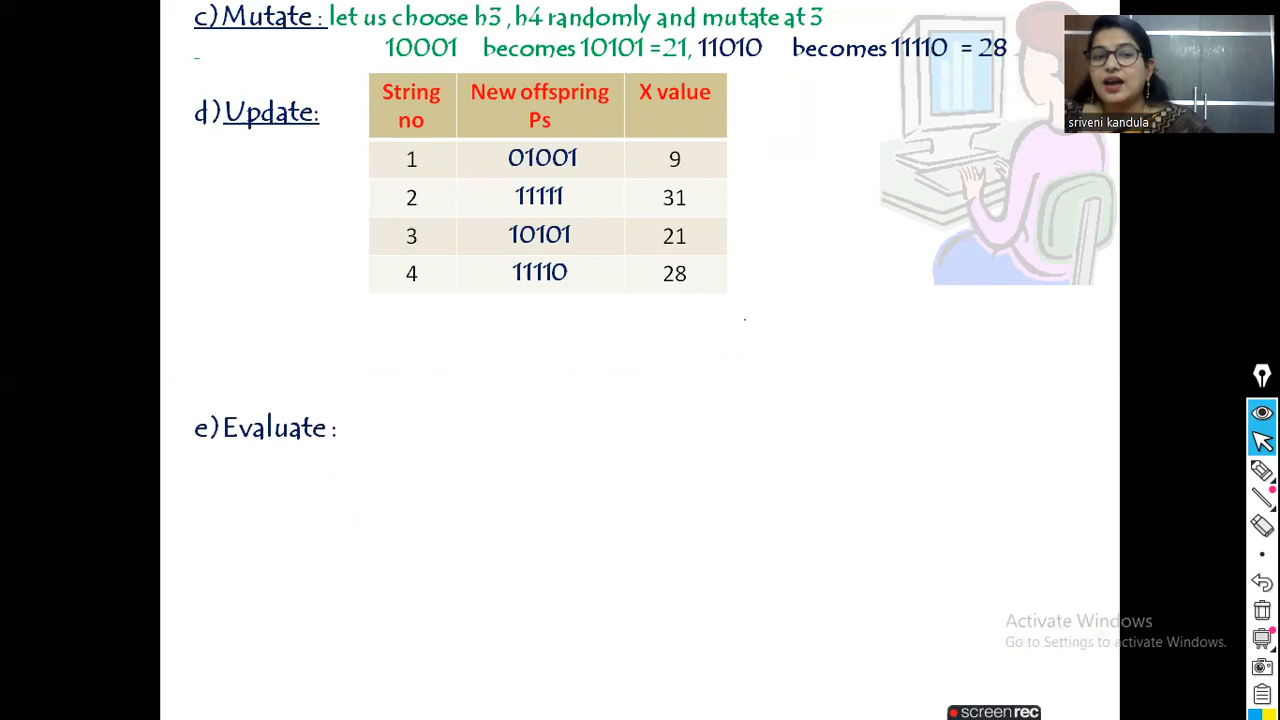 c) Mutate : let us choose h3 , h4 randomly and mutate at 3
10001 becomes 10101 =21, 11010 becomes 11110 = 28
sriveni kandula
d) Update:
String no New offspring Ps X value
1 01001 9
2 11111 31
3 10101 21
4 11110 28
e) Evaluate :
Activate Windows
Go to Settings to activate Windows.
screenrec